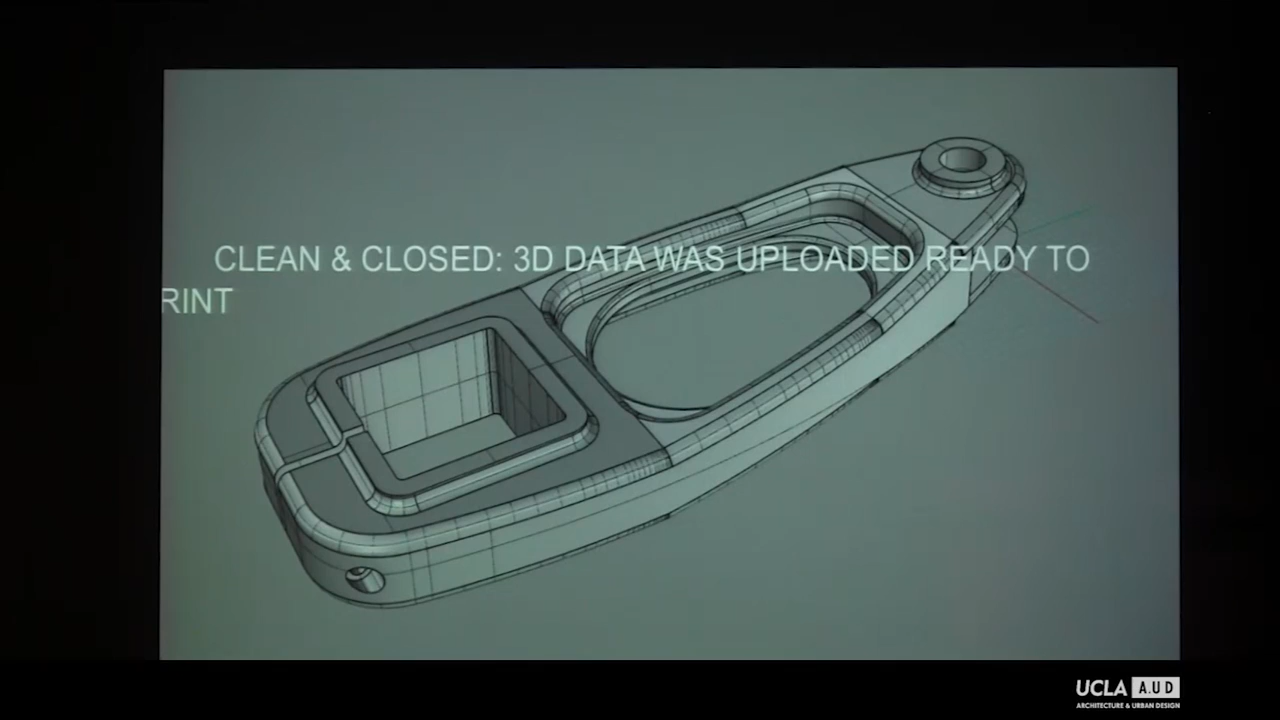 CLEAN & CLOSED: 3D DATA WAS UPLOADED READY TO
RINT
UCLA A.U D
ARCHITECTURE & URBAN DESIGN